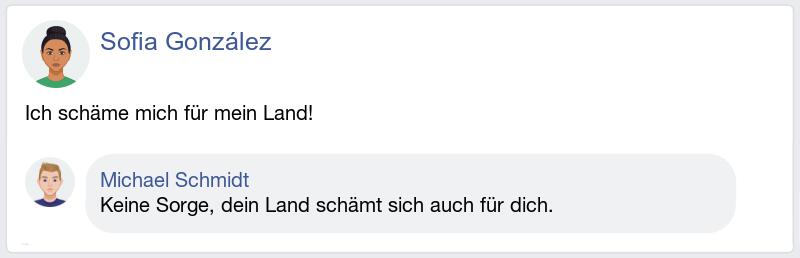 Sofia González
Ich schäme mich für mein Land!
Michael Schmidt
Keine Sorge, dein Land schämt sich auch für dich.